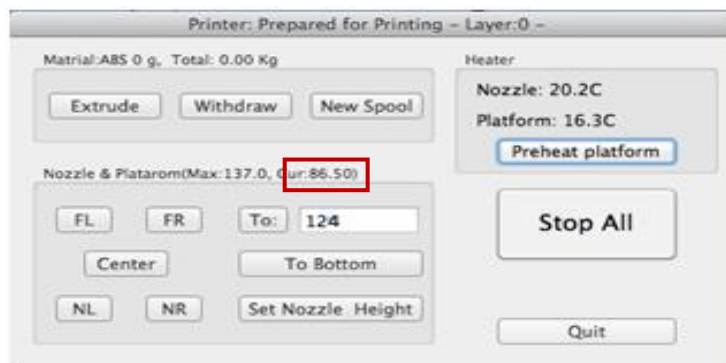 Printer: Prepared for Printing - Layer:0 -
Matrial:ABS 0 g, Total: 0.00 Kg
Extrude
Withdraw
New Spool
Heater
Nozzle: 20.2C
Platform: 16.3C
Preheat platform
Nozzle & Platarom(Max:137.0, Cur:86.50)
FL
FR
To:
124
Center
To Bottom
NL
NR
Set Nozzle Height
Stop All
Quit